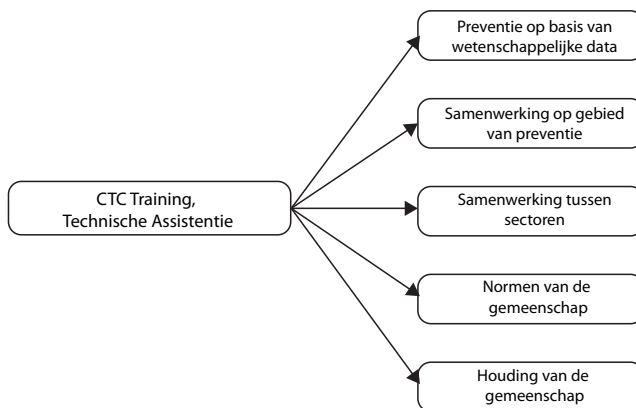 Preventie op basis van
wetenschappelijke data
Samenwerking op gebied
van preventie
CTC Training,
Technische Assistentie
Samenwerking tussen
sectoren
Normen van de
gemeenschap
Houding van de
gemeenschap